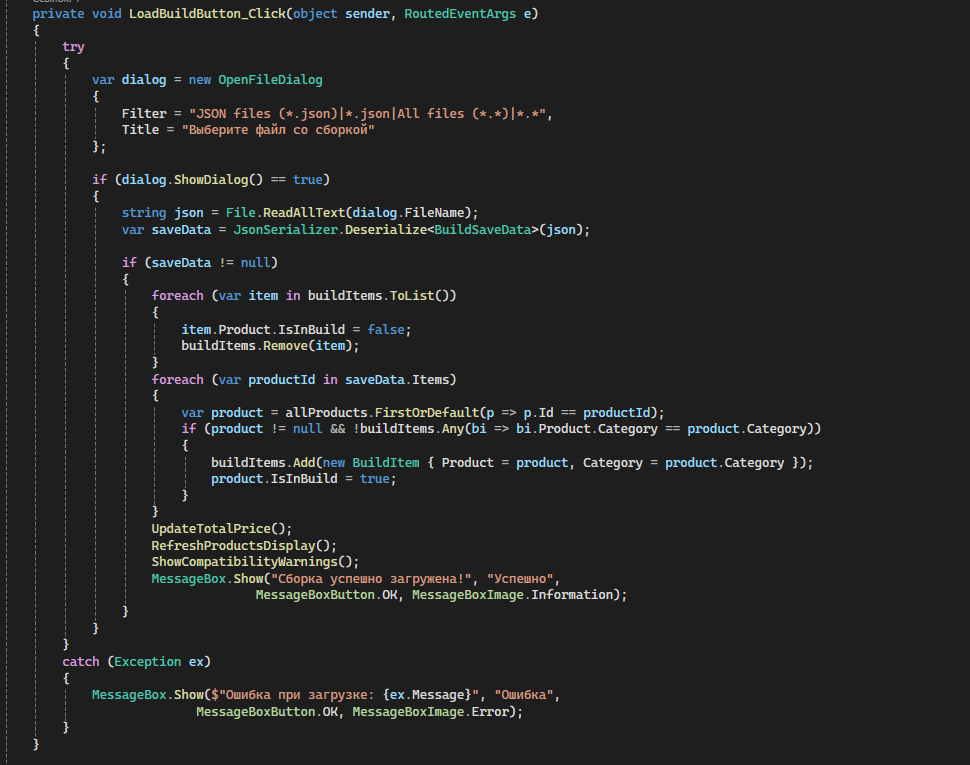 private void LoadBuildButton_Click(object sender, RoutedEventArgs e)
{
try
{
var dialog = new OpenFileDialog
{
Filter = "JSON files (*.json)|*.json|All files (*.*)|*.*",
Title = "Выберите файл со сборкой"
};
if (dialog.ShowDialog() == true)
{
string json = File.ReadAllText(dialog.FileName);
var saveData = JsonSerializer.Deserialize<BuildSaveData>(json);
if (saveData != null)
{
foreach (var item in buildItems.ToList())
{
item.Product.IsInBuild = false;
buildItems.Remove(item);
}
foreach (var productId in saveData.Items)
{
var product = allProducts.FirstOrDefault(p => p.Id == productId);
if (product != null && !buildItems.Any(bi => bi.Product.Category == product.Category))
{
buildItems.Add(new BuildItem { Product = product, Category = product.Category });
product.IsInBuild = true;
}
}
UpdateTotalPrice();
RefreshProductsDisplay();
ShowCompatibilityWarnings();
MessageBox.Show("Сборка успешно загружена!", "Успешно",
MessageBoxButton.OK, MessageBoxImage.Information);
}
}
}
catch (Exception ex)
{
MessageBox.Show($"Ошибка при загрузке: {ex.Message}", "Ошибка",
MessageBoxButton.OK, MessageBoxImage.Error);
}
}